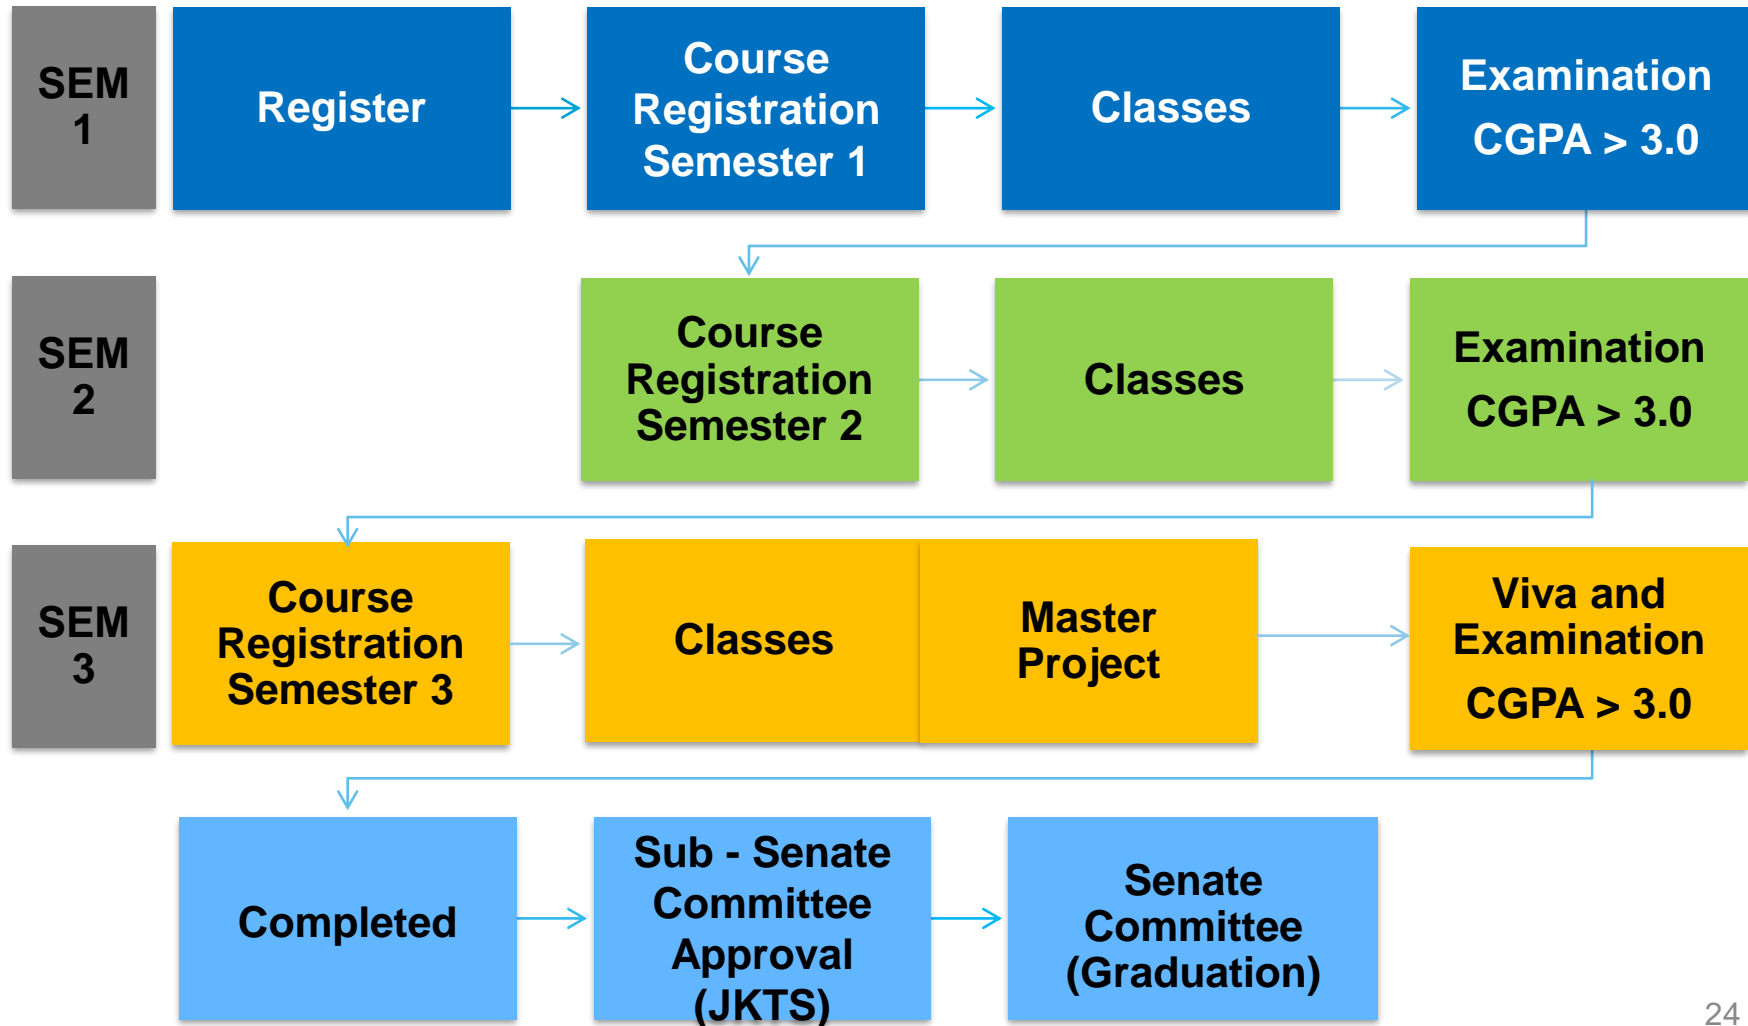 SEM
1
Register
Course
Registration
Semester 1
Classes
Examination
CGPA > 3.0
SEM
2
Course
Registration
Semester 2
Classes
Examination
CGPA > 3.0
SEM
3
Course
Registration
Semester 3
Classes
Master
Project
Viva and
Examination
CGPA > 3.0
Completed
Sub - Senate
Committee
Approval
(JKTS)
Senate
Committee
(Graduation)
24